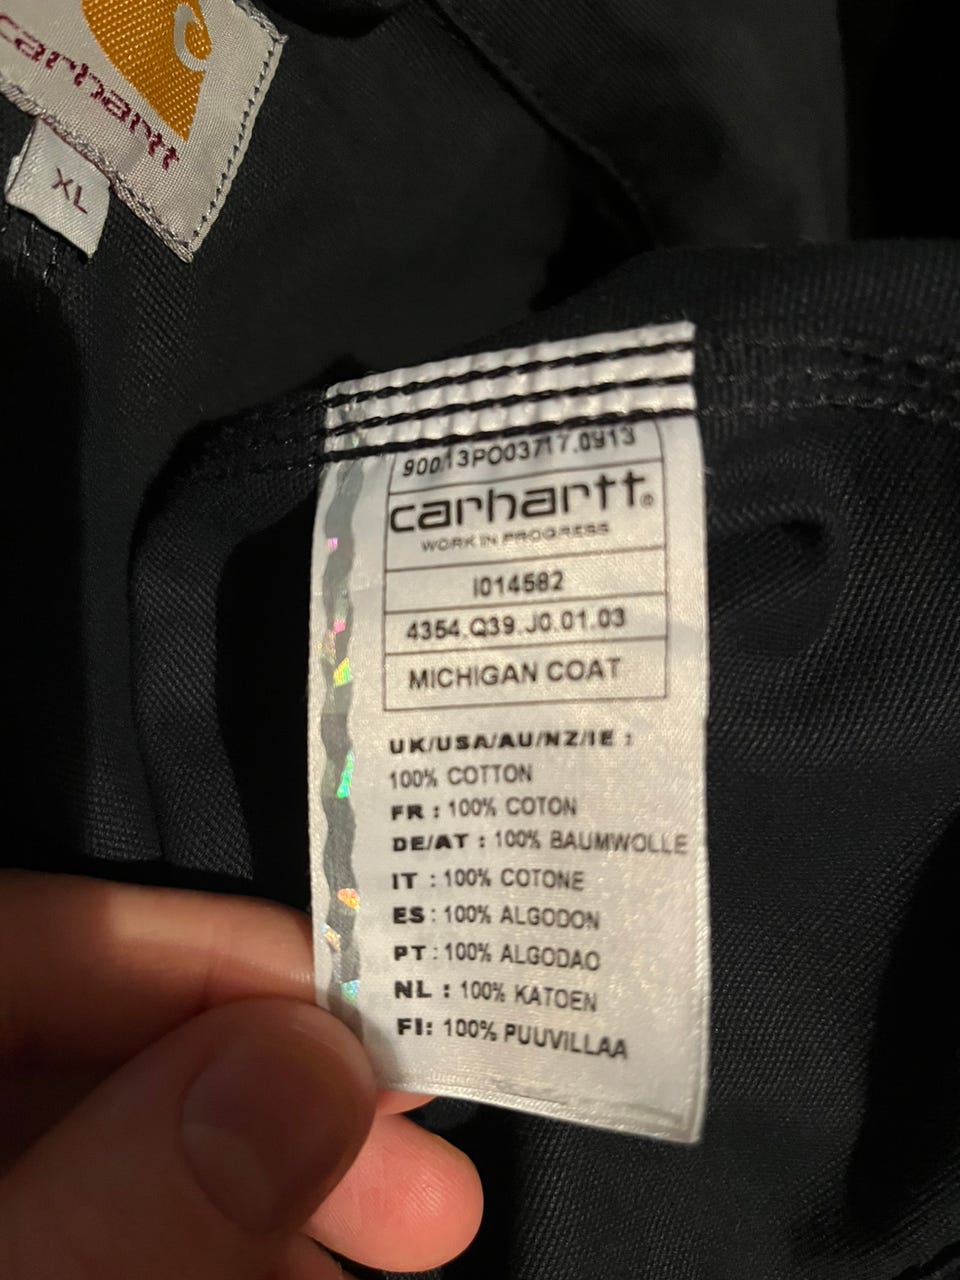 carhartt
XL
90013PO03717.0913
carhartt®
WORK IN PROGRESS
I014582
4354.Q39.J0.01.03
MICHIGAN COAT
UK/USA/AU/NZ/IE :
100% COTTON
FR : 100% COTON
DE/AT : 100% BAUMWOLLE
IT : 100% COTONE
ES : 100% ALGODON
PT : 100% ALGODAO
NL : 100% KATOEN
FI: 100% PUUVILLAA